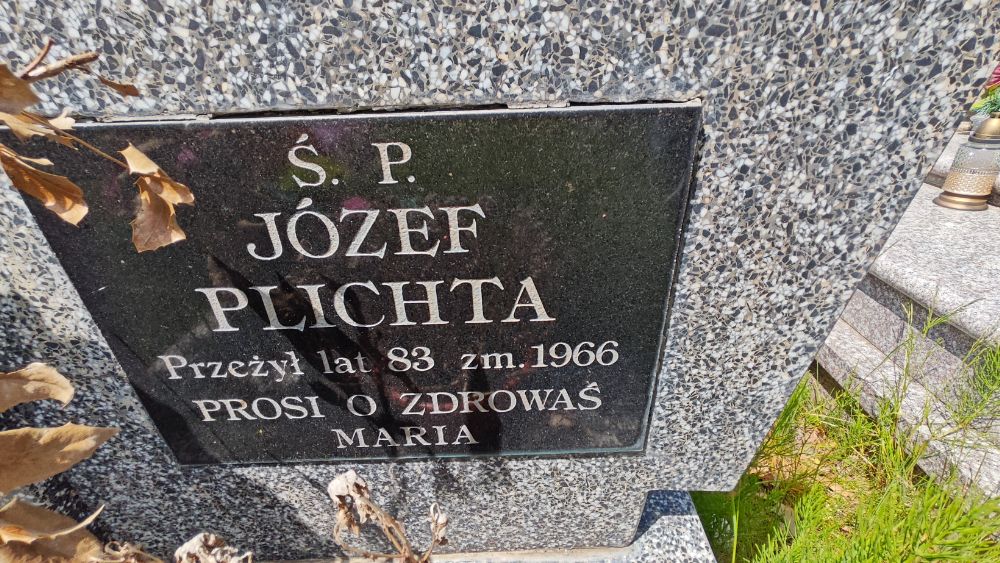 Ś. P.
JÓZEF
PLICHTA
Przeżył lat 83 zm. 1966
PROSI O ZDROWAŚ
MARIA